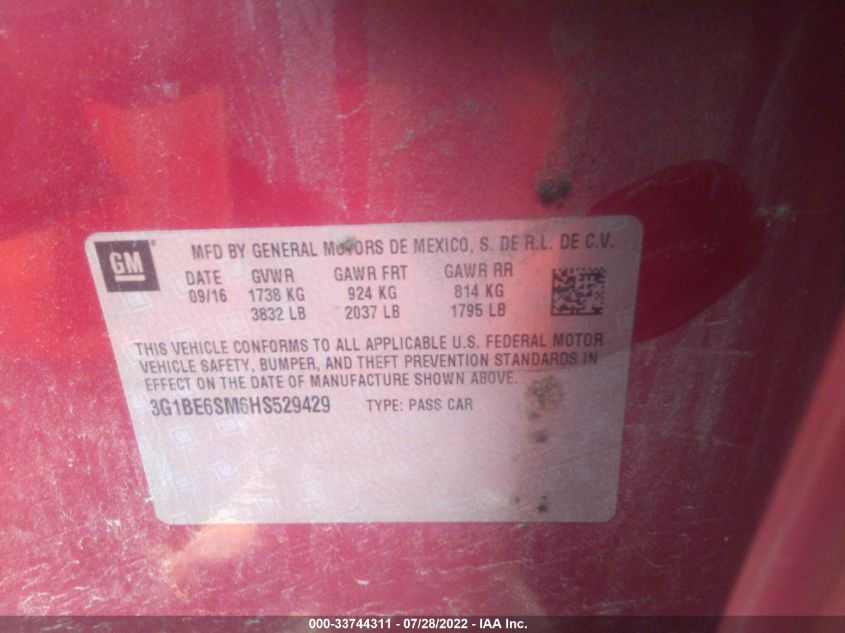 GM
MFD BY GENERAL MOTORS DE MEXICO, S. DE R.L. DE C.V.
DATE GVWR GAWR FRT GAWR RR
09/16 1738 KG 924 KG 814 KG
3832 LB 2037 LB 1795 LB
THIS VEHICLE CONFORMS TO ALL APPLICABLE U.S. FEDERAL MOTOR
VEHICLE SAFETY, BUMPER, AND THEFT PREVENTION STANDARDS IN
EFFECT ON THE DATE OF MANUFACTURE SHOWN ABOVE.
3G1BE6SM6HS529429 TYPE: PASS CAR
000-33744311 - 07/28/2022 - IAA Inc.